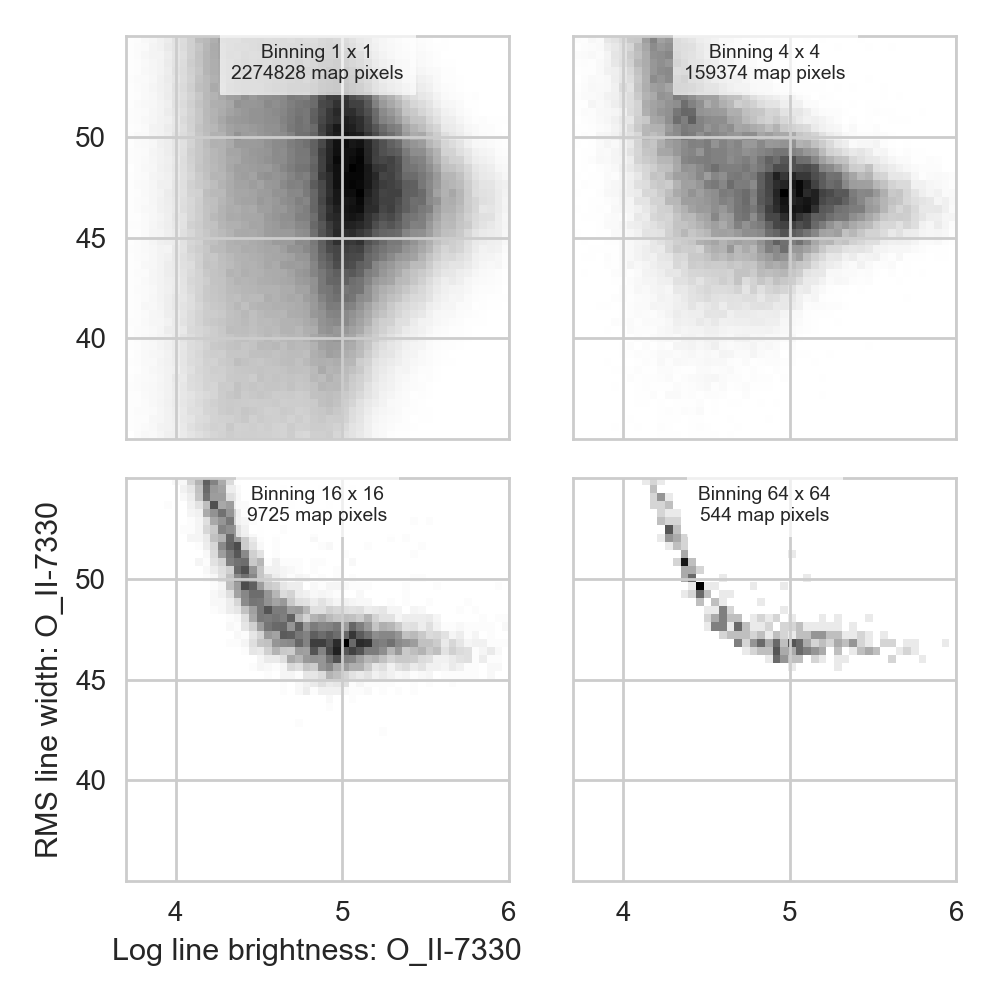 Binning 1 x 1
2274828 map pixels
Binning 4 x 4
159374 map pixels
50
45
40
Binning 16 x 16
9725 map pixels
Binning 64 x 64
544 map pixels
50
45
40
RMS line width: O_II-7330
4 5 6
4 5 6
Log line brightness: O_II-7330